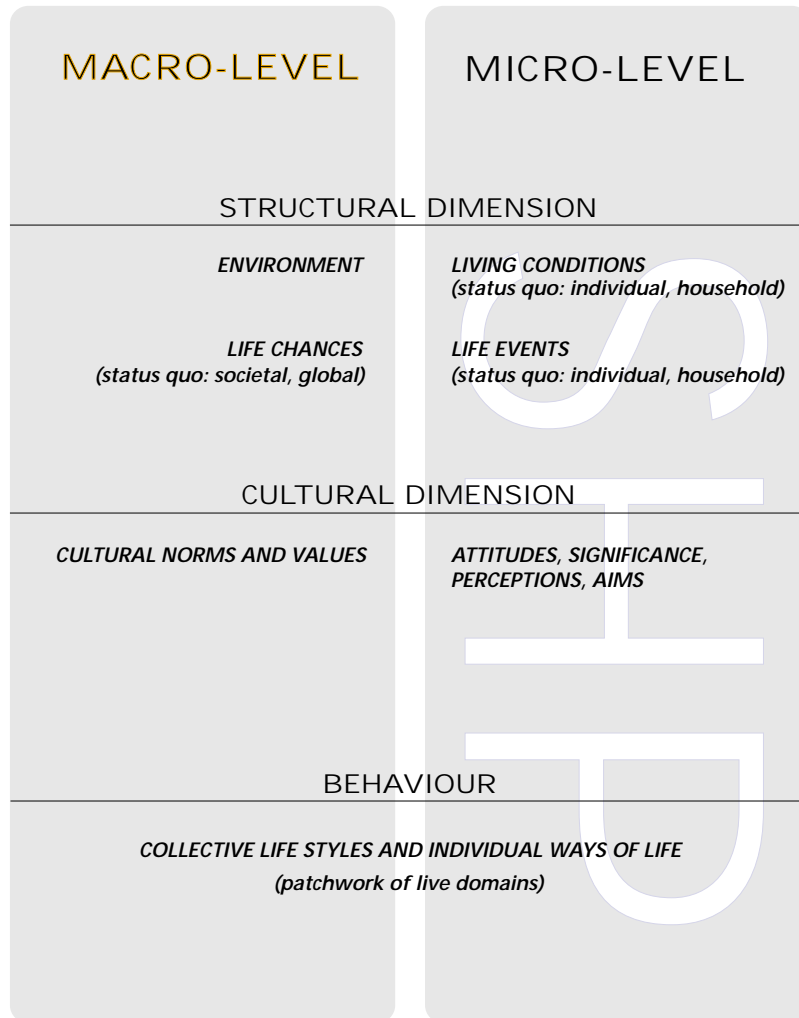 MACRO-LEVEL
MICRO-LEVEL
STRUCTURAL DIMENSION
ENVIRONMENT
LIVING CONDITIONS
(status quo: individual, household)
LIFE CHANCES
(status quo: societal, global)
LIFE EVENTS
(status quo: individual, household)
CULTURAL DIMENSION
CULTURAL NORMS AND VALUES
ATTITUDES, SIGNIFICANCE,
PERCEPTIONS, AIMS
BEHAVIOUR
COLLECTIVE LIFE STYLES AND INDIVIDUAL WAYS OF LIFE
(patchwork of live domains)
SHP